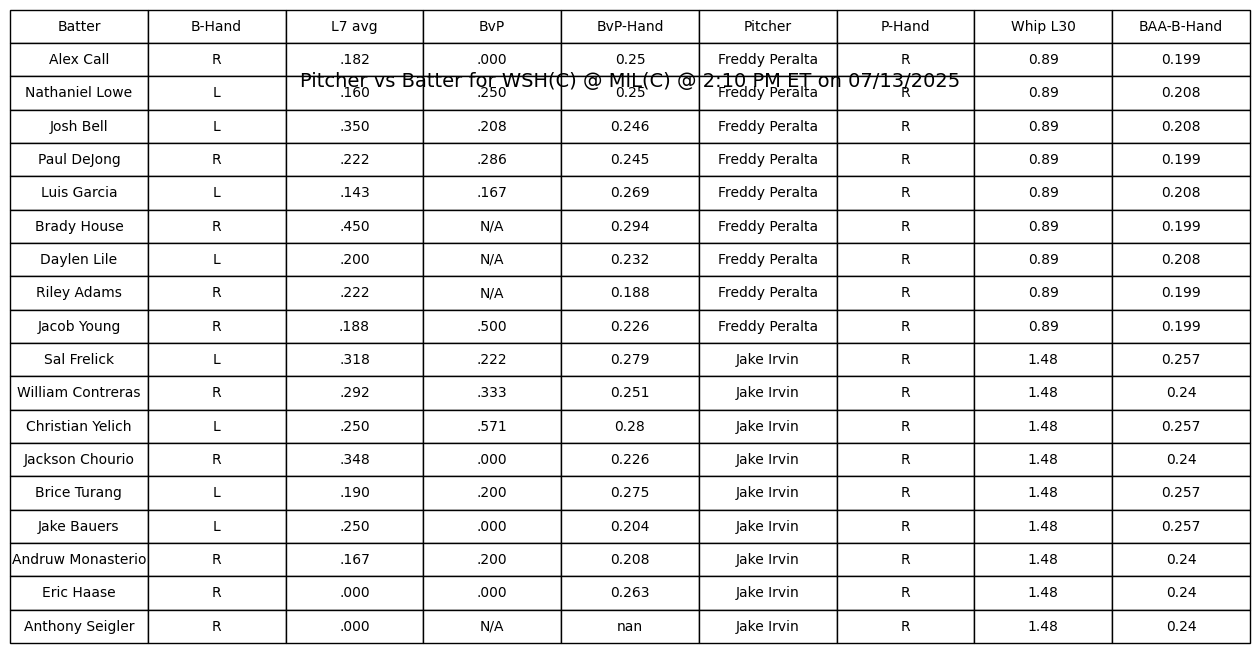 Batter B-Hand L7 avg BvP BvP-Hand Pitcher P-Hand Whip L30 BAA-B-Hand
Alex Call R .182 .000 0.25 Freddy Peralta R 0.89 0.199
Pitcher vs Batter for WSH(C) @ MIL(C) @ 2:10 PM ET on 07/13/2025
Nathaniel Lowe L .160 .250 0.25 Freddy Peralta R 0.89 0.208
Josh Bell L .350 .208 0.246 Freddy Peralta R 0.89 0.208
Paul DeJong R .222 .286 0.245 Freddy Peralta R 0.89 0.199
Luis Garcia L .143 .167 0.269 Freddy Peralta R 0.89 0.208
Brady House R .450 N/A 0.294 Freddy Peralta R 0.89 0.199
Daylen Lile L .200 N/A 0.232 Freddy Peralta R 0.89 0.208
Riley Adams R .222 N/A 0.188 Freddy Peralta R 0.89 0.199
Jacob Young R .188 .500 0.226 Freddy Peralta R 0.89 0.199
Sal Frelick L .318 .222 0.279 Jake Irvin R 1.48 0.257
William Contreras R .292 .333 0.251 Jake Irvin R 1.48 0.24
Christian Yelich L .250 .571 0.28 Jake Irvin R 1.48 0.257
Jackson Chourio R .348 .000 0.226 Jake Irvin R 1.48 0.24
Brice Turang L .190 .200 0.275 Jake Irvin R 1.48 0.257
Jake Bauers L .250 .000 0.204 Jake Irvin R 1.48 0.257
Andruw Monasterio R .167 .200 0.208 Jake Irvin R 1.48 0.24
Eric Haase R .000 .000 0.263 Jake Irvin R 1.48 0.24
Anthony Seigler R .000 N/A nan Jake Irvin R 1.48 0.24